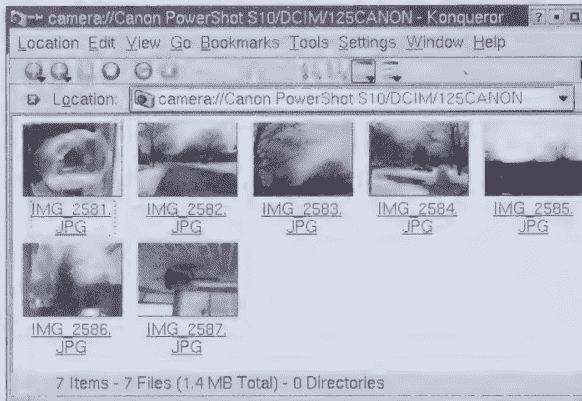 camera://Canon PowerShot S10/DCIM/125CANON - Konqueror
Location Edit View Go Bookmarks Tools Settings Window Help
Location: camera://Canon PowerShot S10/DCIM/125CANON
IMG_2581. IMG_2582. IMG_2583. IMG_2584. IMG_2585.
JPG JPG JPG JPG JPG
IMG_2586. IMG_2587.
JPG JPG
7 Items - 7 Files (1.4 MB Total) - 0 Directories